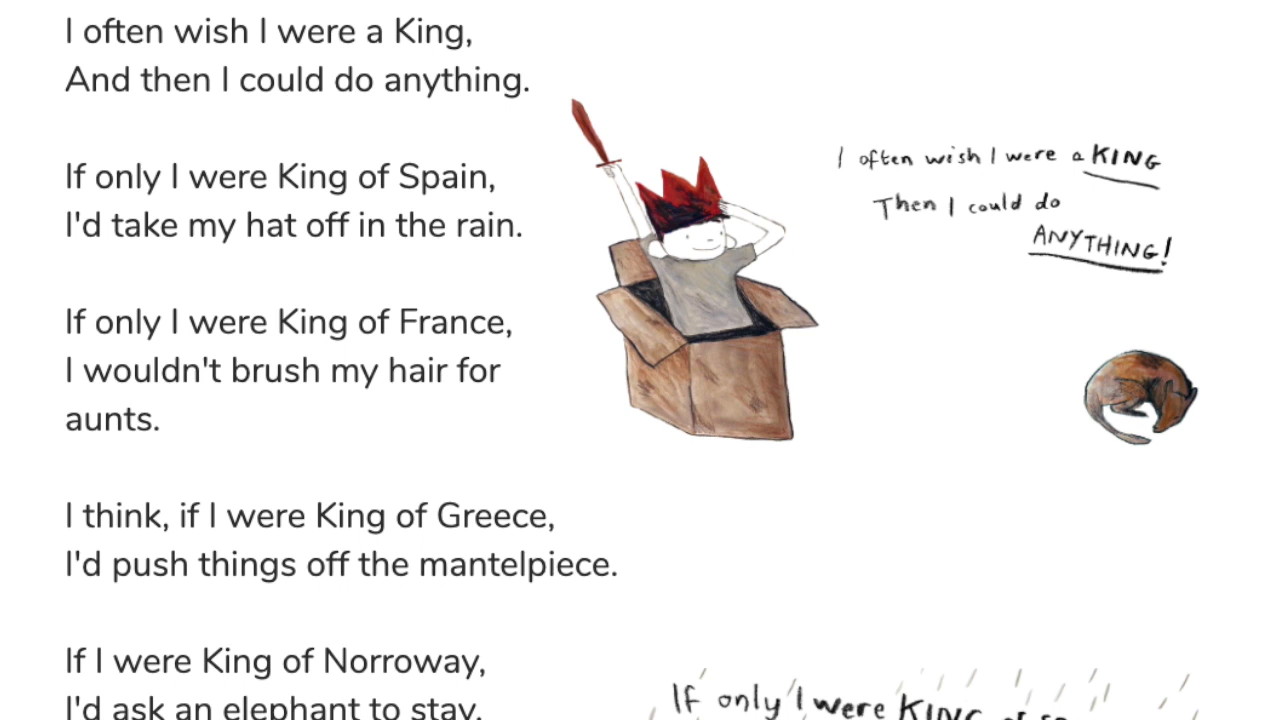 I often wish I were a King,
And then I could do anything.
If only I were King of Spain,
I'd take my hat off in the rain.
If only I were King of France,
I wouldn't brush my hair for
aunts.
I think, if I were King of Greece,
I'd push things off the mantelpiece.
If I were King of Norroway,
I'd ask an elephant to stay.
I often wish I were a KING
Then I could do
ANYTHING!
If only I were KING of